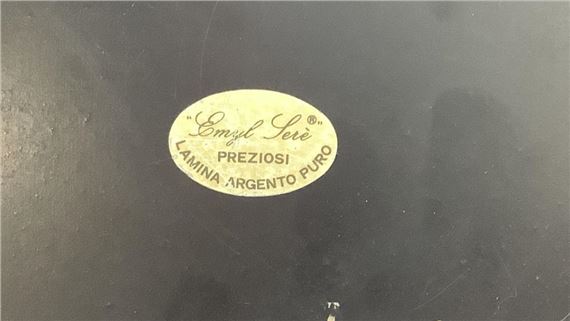 "Emyl Serè®"
PREZIOSI
LAMINA ARGENTO PURO